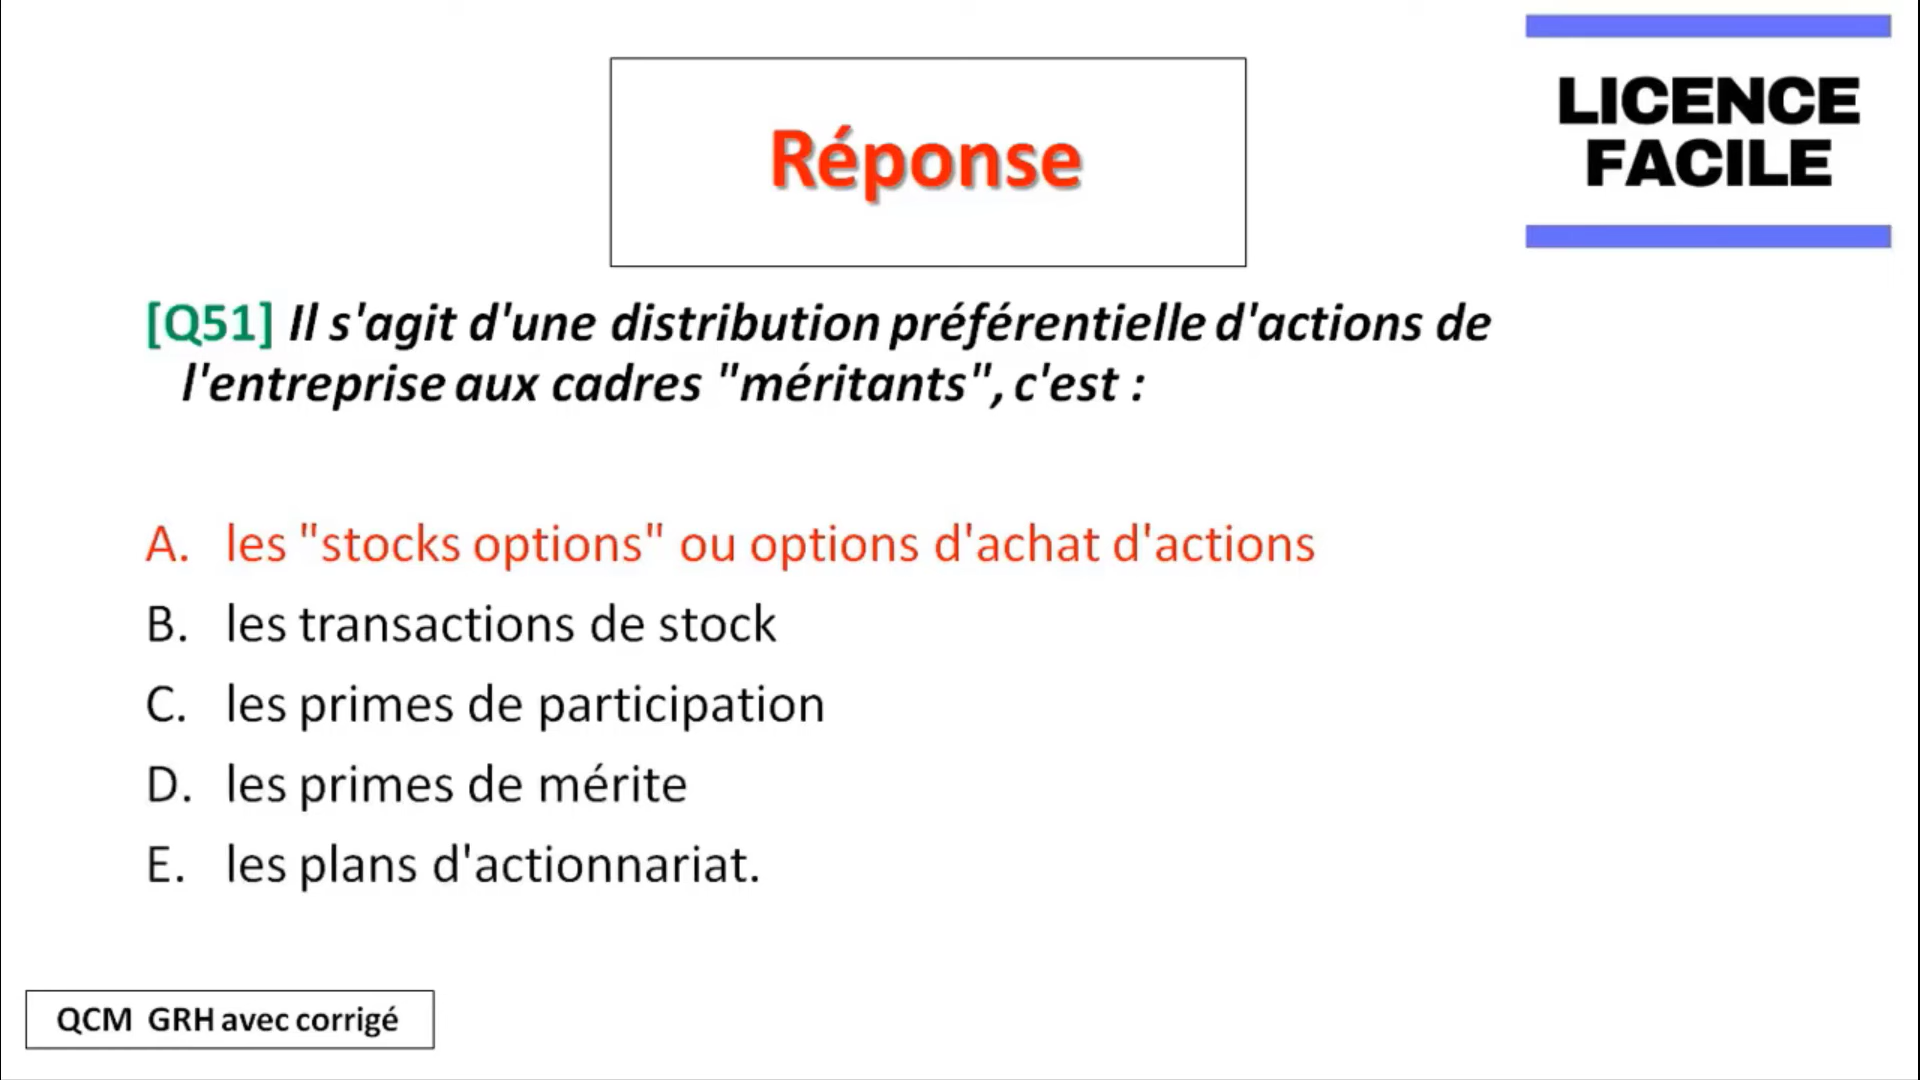 Réponse
LICENCE
FACILE
[Q51] Il s'agit d'une distribution préférentielle d'actions de
l'entreprise aux cadres "méritants", c'est :
A. les "stocks options" ou options d'achat d'actions
B. les transactions de stock
C. les primes de participation
D. les primes de mérite
E. les plans d'actionnariat.
QCM GRH avec corrigé